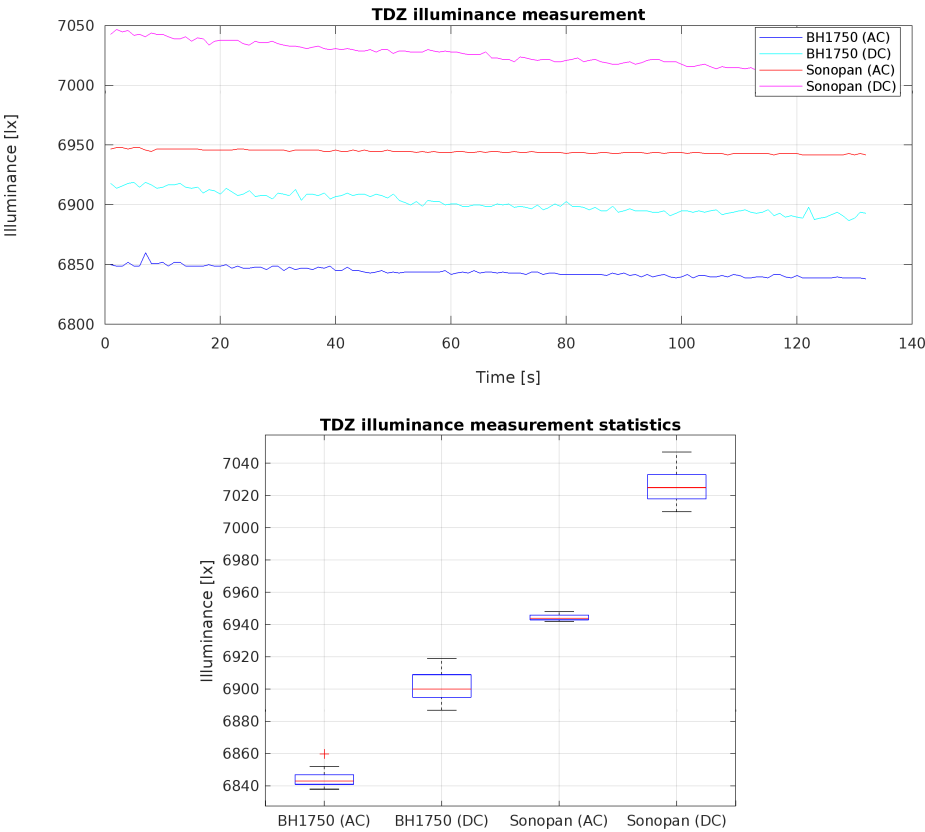 TDZ illuminance measurement
7050
7000
6950
6900
6850
6800
Illuminance [lx]
0 20 40 60 80 100 120 140
Time [s]
BH1750 (AC)
BH1750 (DC)
Sonopan (AC)
Sonopan (DC)
TDZ illuminance measurement statistics
7040
7020
7000
6980
6960
6940
6920
6900
6880
6860
6840
Illuminance [lx]
BH1750 (AC) BH1750 (DC) Sonopan (AC) Sonopan (DC)